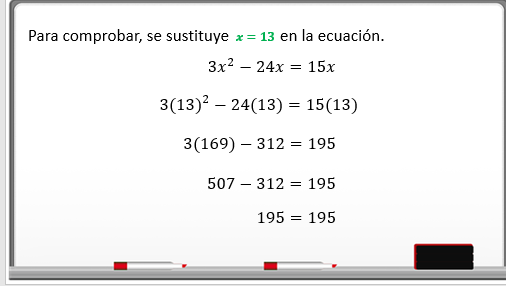 Para comprobar, se sustituye x = 13 en la ecuación.
3x² − 24x = 15x
3(13)² − 24(13) = 15(13)
3(169) − 312 = 195
507 − 312 = 195
195 = 195